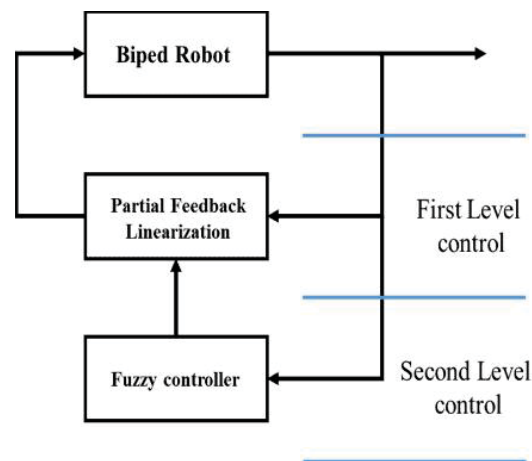 Biped Robot
Partial Feedback
Linearization
First Level
control
Fuzzy controller
Second Level
control